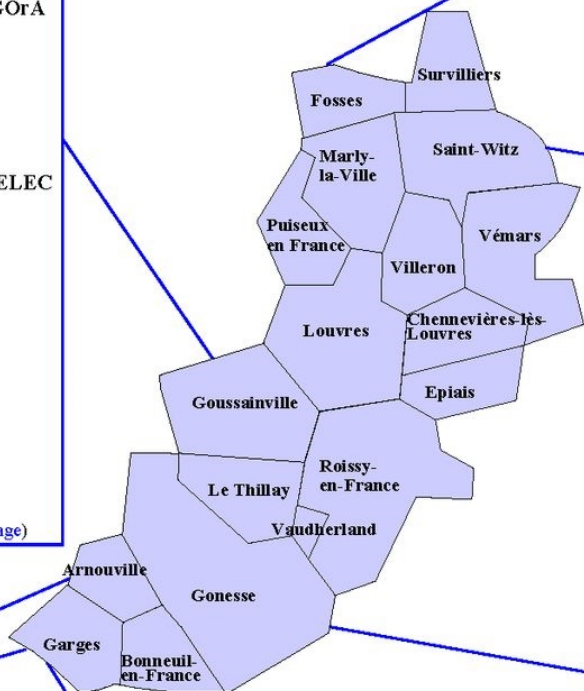 GOrA
Survilliers
Fosses
Saint-Witz
Marly-
la-Ville
ELEC
Puiseux
en France
Vémars
Villeron
Chennevières-lès-
Louvres
Louvres
Epiais
Goussainville
Roissy-
en-France
Le Thillay
Vaudherland
age)
Arnouville
Gonesse
Garges
Bonneuil-
en-France